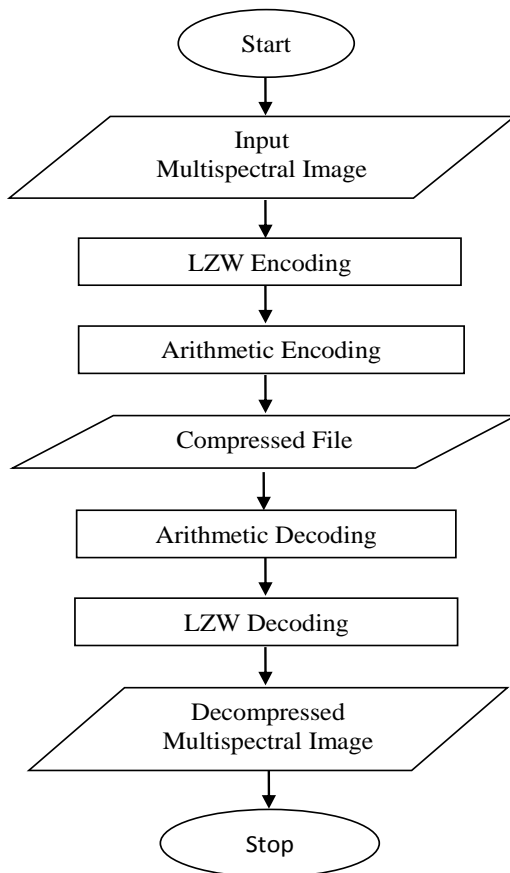 Start
Input
Multispectral Image
LZW Encoding
Arithmetic Encoding
Compressed File
Arithmetic Decoding
LZW Decoding
Decompressed
Multispectral Image
Stop